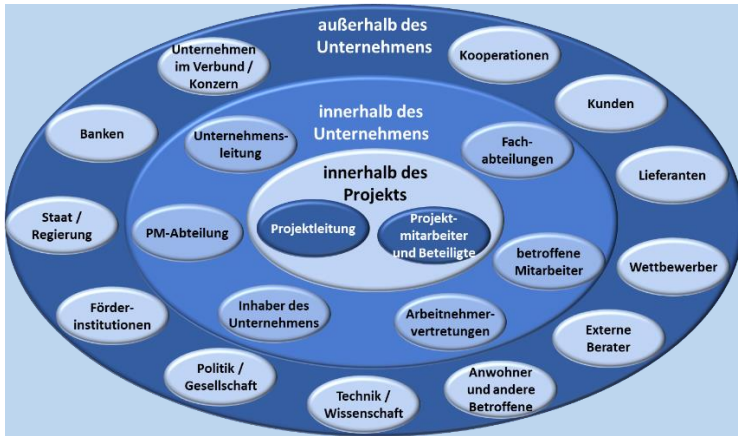 außerhalb des
Unternehmens
Unternehmen
im Verbund /
Konzern
Kooperationen
Kunden
Banken
innerhalb des
Unternehmens
Unternehmens-
leitung
Fach-
abteilungen
Lieferanten
innerhalb des
Projekts
Staat /
Regierung
PM-Abteilung
Projektleitung
Projekt-
mitarbeiter
und Beteiligte
betroffene
Mitarbeiter
Wettbewerber
Förder-
institutionen
Inhaber des
Unternehmens
Arbeitnehmer-
vertretungen
Externe
Berater
Politik /
Gesellschaft
Technik /
Wissenschaft
Anwohner
und andere
Betroffene